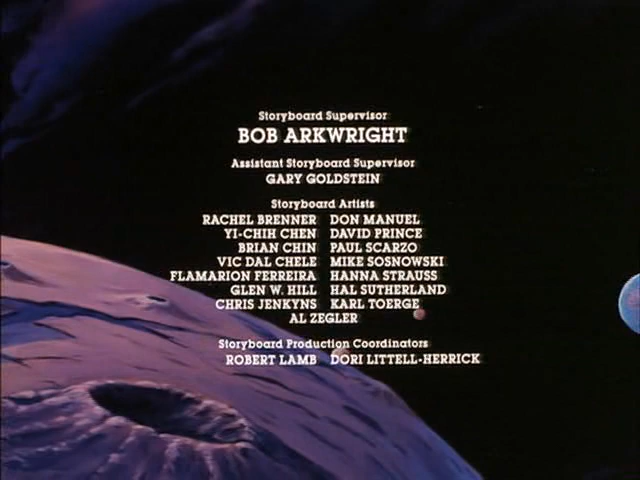 Storyboard Supervisor
BOB ARKWRIGHT
Assistant Storyboard Supervisor
GARY GOLDSTEIN
Storyboard Artists
RACHEL BRENNER DON MANUEL
YI-CHIH CHEN DAVID PRINCE
BRIAN CHIN PAUL SCARZO
VIC DAL CHELE MIKE SOSNOWSKI
FLAMARION FERREIRA HANNA STRAUSS
GLEN W. HILL HAL SUTHERLAND
CHRIS JENKYNS KARL TOERGE
AL ZEGLER
Storyboard Production Coordinators
ROBERT LAMB DORI LITTELL-HERRICK